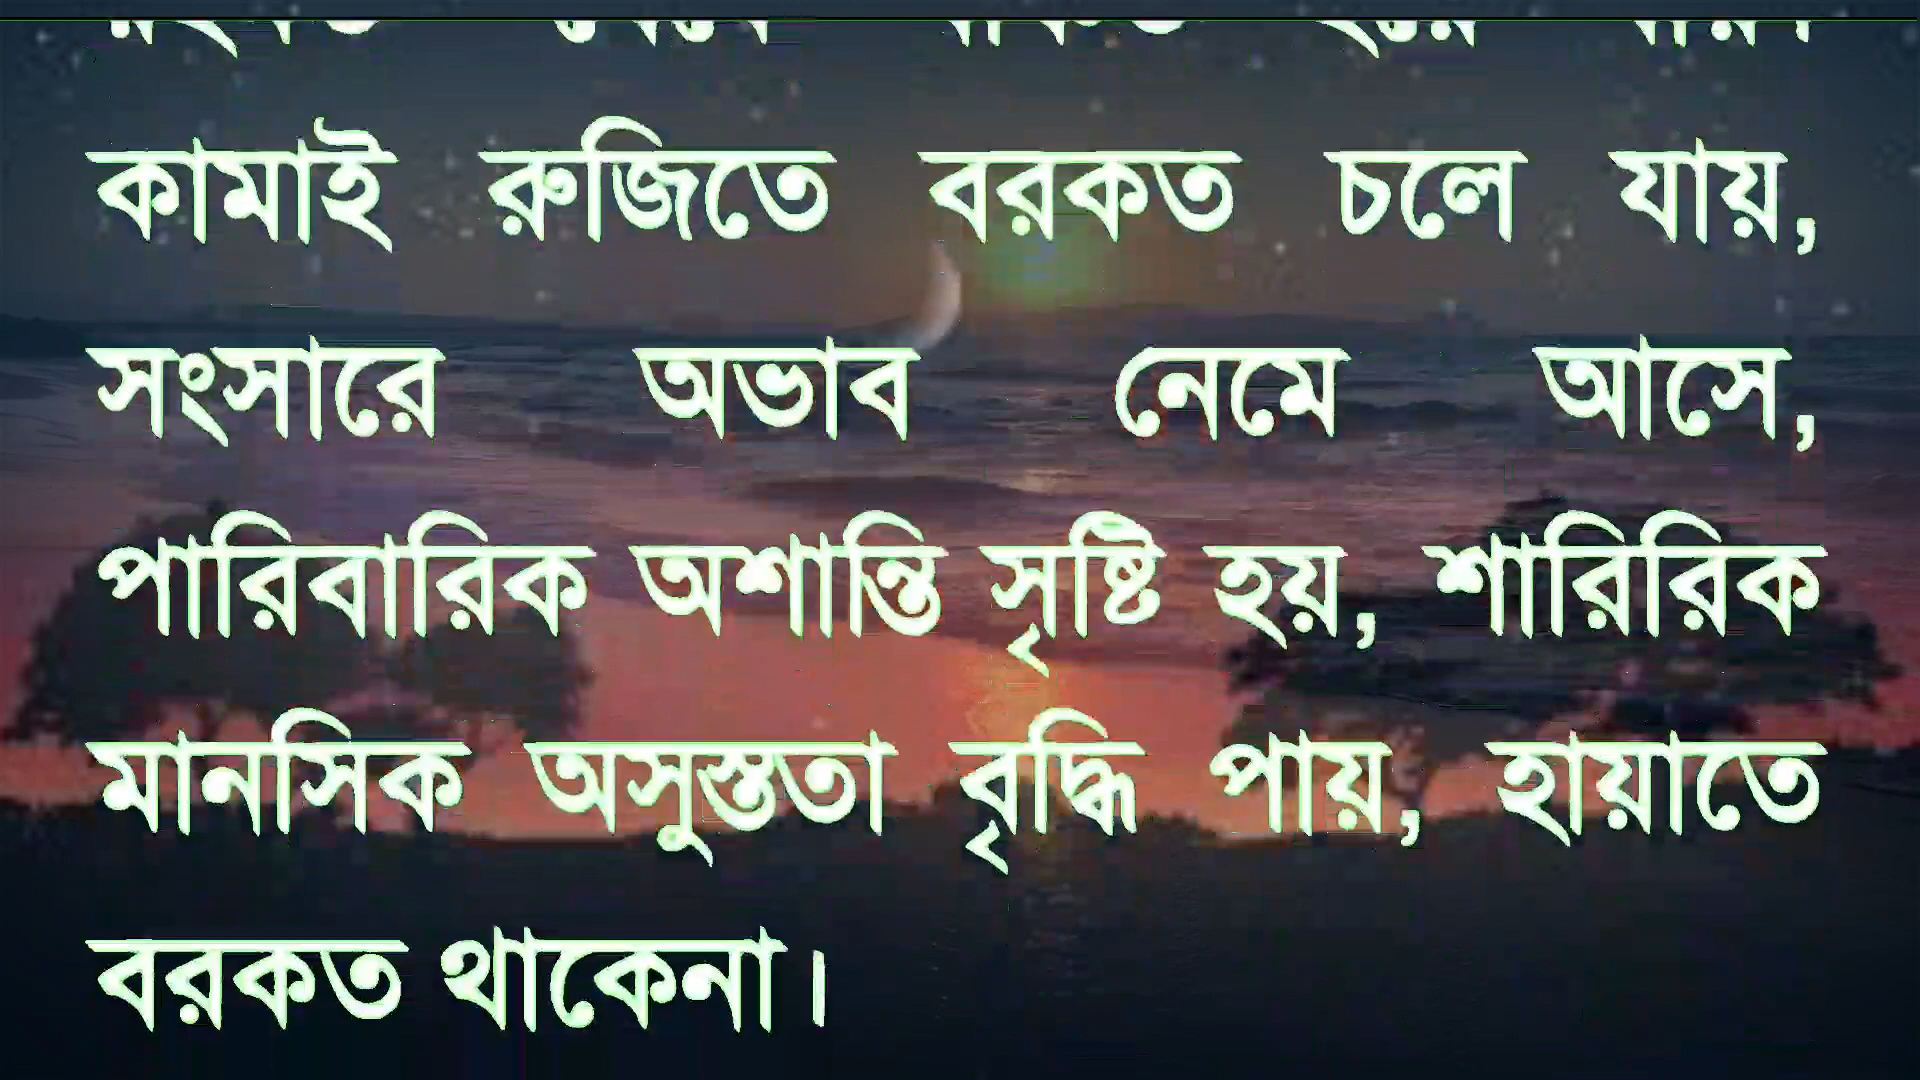 কামাই রুজিতে বরকত চলে যায়,
সংসারে অভাব নেমে আসে,
পারিবারিক অশান্তি সৃষ্টি হয়, শারিরিক
মানসিক অসুস্ততা বৃদ্ধি পায়, হায়াতে
বরকত থাকেনা।